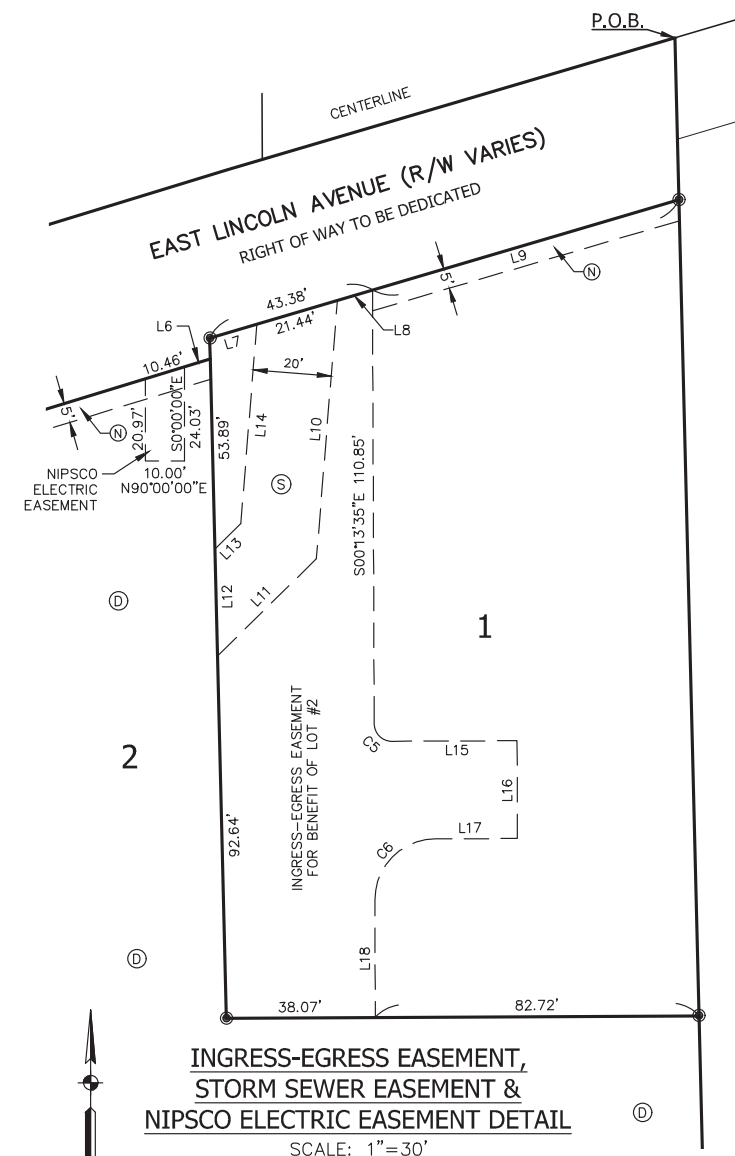 P.O.B.
CENTERLINE
EAST LINCOLN AVENUE (R/W VARIES)
RIGHT OF WAY TO BE DEDICATED
L9
5'
N
43.38'
21.44'
L8
L7
L6
10.46'
5'
N
20.97'
S0°00'00"E
24.03'
53.89'
20'
L14
L10
NIPSCO
ELECTRIC
EASEMENT
10.00'
N90°00'00"E
S
S00°13'35"E 110.85'
L13
L12
L11
D
1
2
INGRESS-EGRESS EASEMENT
FOR BENEFIT OF LOT #2
C5
L15
L16
L17
C6
92.64'
L18
D
38.07'
82.72'
INGRESS-EGRESS EASEMENT,
STORM SEWER EASEMENT &
NIPSCO ELECTRIC EASEMENT DETAIL
SCALE: 1"=30'
D